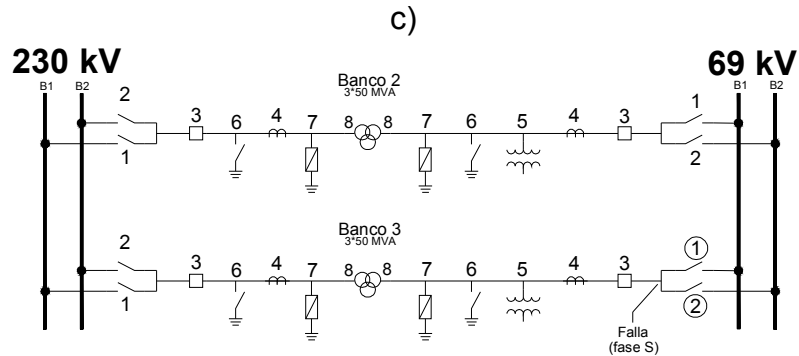 c)
230 kV
69 kV
B1 B2
B1 B2
Banco 2
3*50 MVA
2 3 6 4 7 8 8 7 6 5 4 3 1
1 2
Banco 3
3*50 MVA
2 3 6 4 7 8 8 7 6 5 4 3 1
1 2
Falla
(fase S)